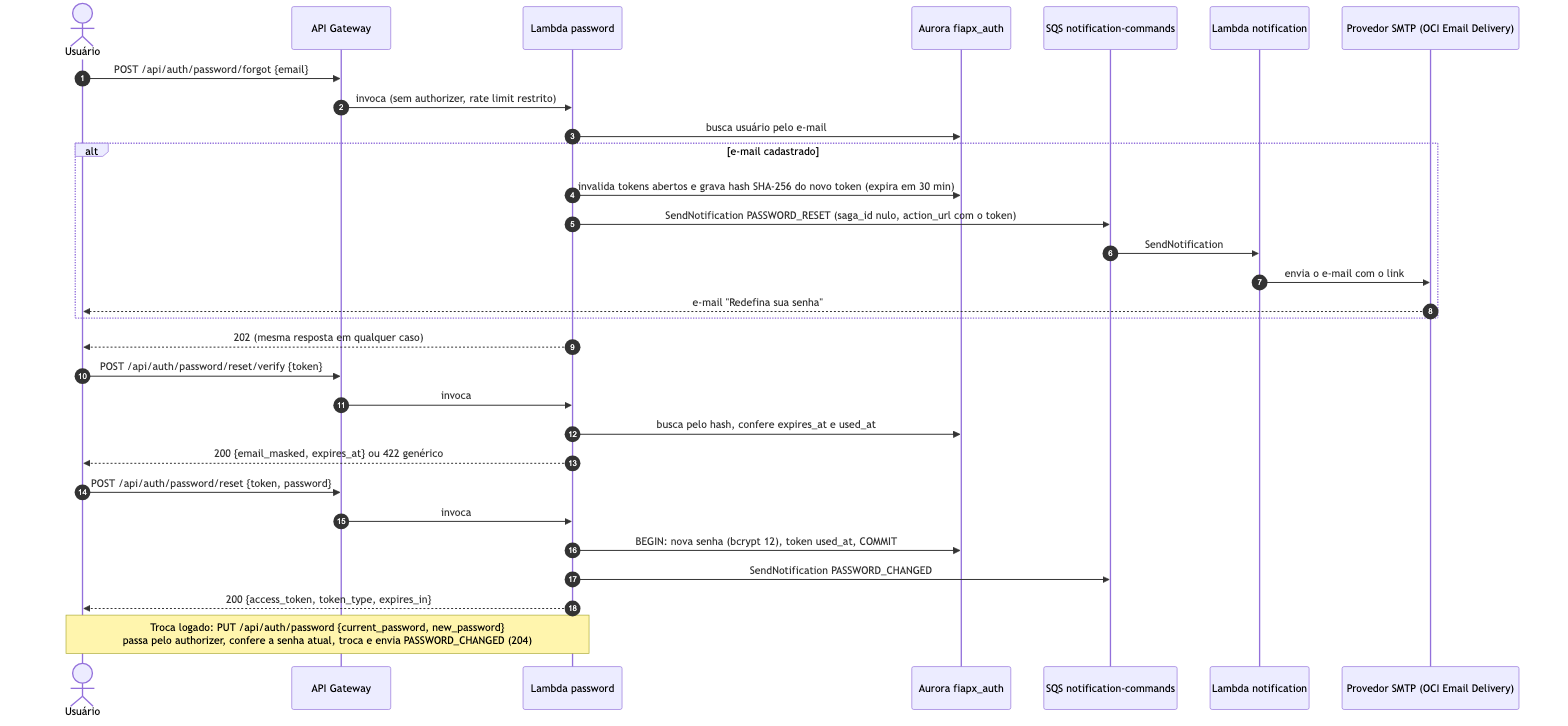 API Gateway
Lambda password
Aurora fiapx_auth
SQS notification-commands
Lambda notification
Provedor SMTP (OCI Email Delivery)
Usuário
1 POST /api/auth/password/forgot {email}
2 invoca (sem authorizer, rate limit restrito)
3 busca usuário pelo e-mail
alt [e-mail cadastrado]
4 invalida tokens abertos e grava hash SHA-256 do novo token (expira em 30 min)
5 SendNotification PASSWORD_RESET (saga_id nulo, action_url com o token)
6 SendNotification
7 envia o e-mail com o link
e-mail "Redefina sua senha" 8
202 (mesma resposta em qualquer caso) 9
10 POST /api/auth/password/reset/verify {token}
11 invoca
12 busca pelo hash, confere expires_at e used_at
200 {email_masked, expires_at} ou 422 genérico 13
14 POST /api/auth/password/reset {token, password}
15 invoca
16 BEGIN: nova senha (bcrypt 12), token used_at, COMMIT
17 SendNotification PASSWORD_CHANGED
200 {access_token, token_type, expires_in} 18
Troca logado: PUT /api/auth/password {current_password, new_password}
passa pelo authorizer, confere a senha atual, troca e envia PASSWORD_CHANGED (204)
API Gateway
Lambda password
Aurora fiapx_auth
SQS notification-commands
Lambda notification
Provedor SMTP (OCI Email Delivery)
Usuário